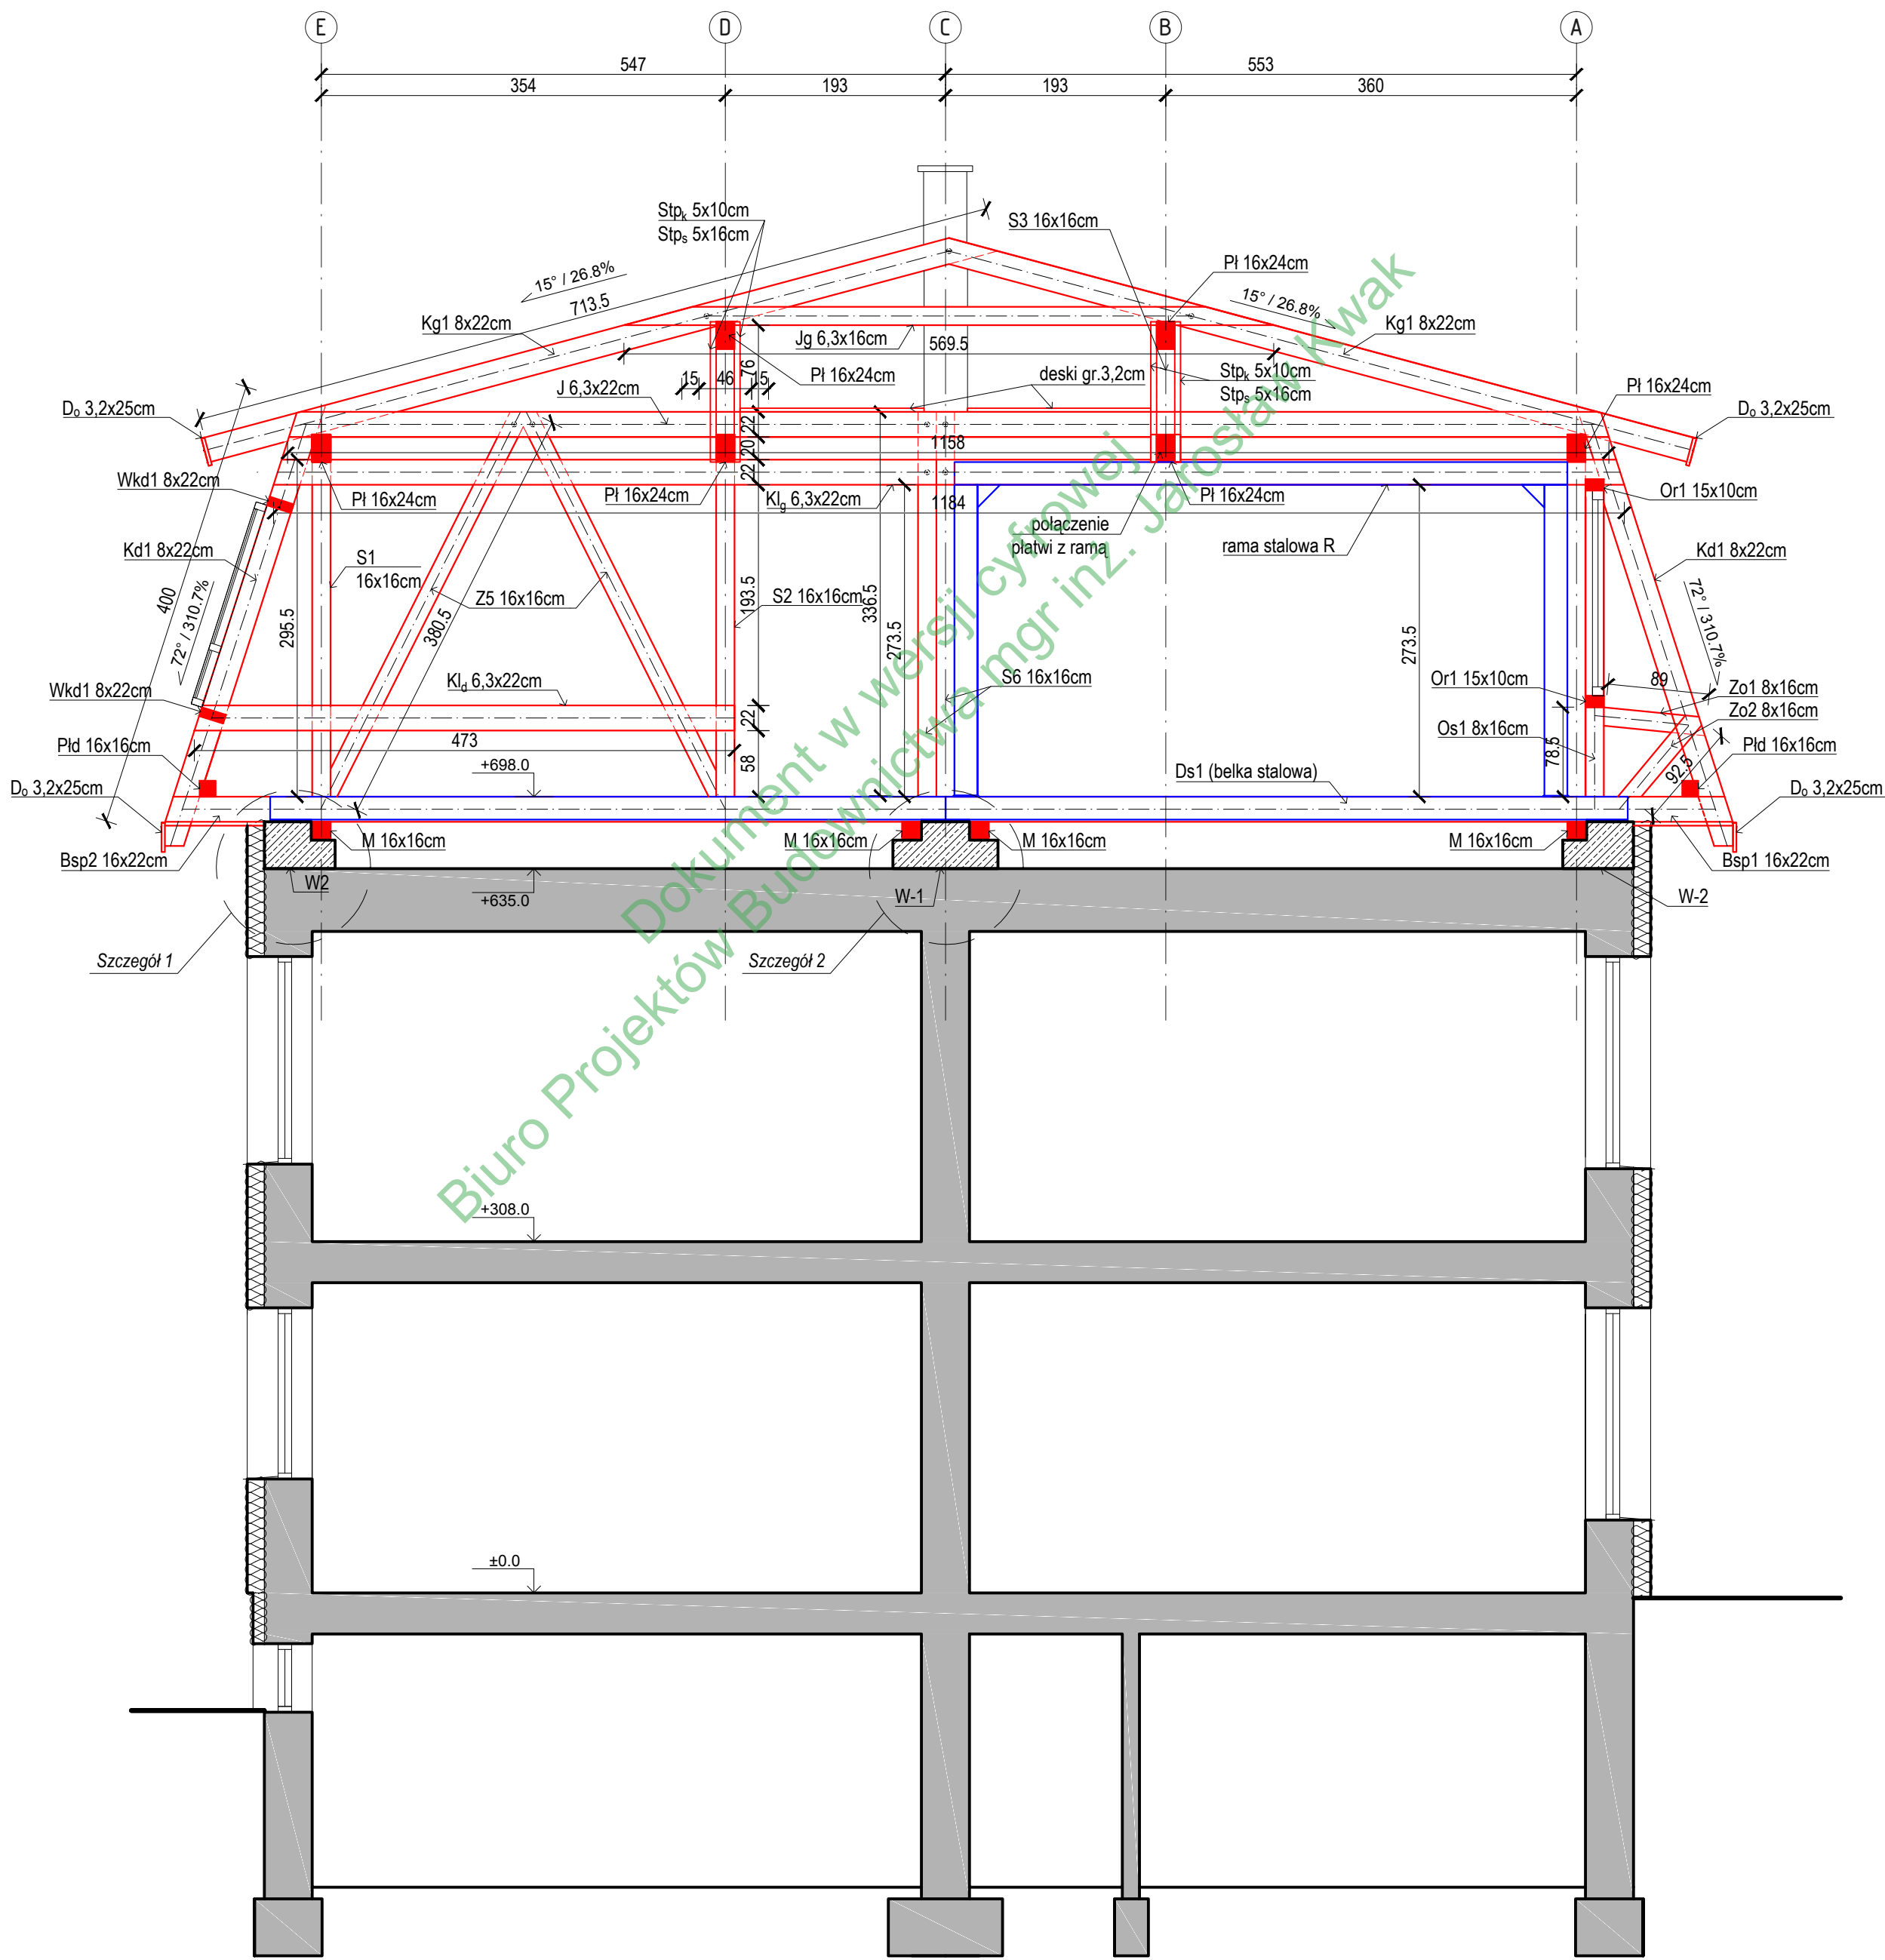 E
D
C
B
A
547
553
354
193
193
360
Stpk 5x10cm
Stps 5x16cm
S3 16x16cm
Pł 16x24cm
15° / 26.8%
713.5
15° / 26.8%
Kg1 8x22cm
Kg1 8x22cm
Jg 6,3x16cm
569.5
76
15
46
15
Pł 16x24cm
deski gr.3,2cm
Stpk 5x10cm
Stps 5x16cm
Pł 16x24cm
J 6,3x22cm
Do 3,2x25cm
Do 3,2x25cm
22
20
22
1158
Wkd1 8x22cm
Pł 16x24cm
Pł 16x24cm
Klg 6,3x22cm
1184
Pł 16x24cm
Or1 15x10cm
połączenie
płatwi z ramą
rama stalowa R
Kd1 8x22cm
S1
16x16cm
Kd1 8x22cm
400
72° / 310.7%
295.5
Z5 16x16cm
380.5
193.5
S2 16x16cm
336.5
273.5
273.5
72° / 310.7%
89
Wkd1 8x22cm
Kld 6,3x22cm
S6 16x16cm
Or1 15x10cm
Zo1 8x16cm
Zo2 8x16cm
Os1 8x16cm
78.5
92.5
22
58
473
Płd 16x16cm
Płd 16x16cm
+698.0
Ds1 (belka stalowa)
Do 3,2x25cm
Do 3,2x25cm
M 16x16cm
M 16x16cm
M 16x16cm
M 16x16cm
Bsp2 16x22cm
Bsp1 16x22cm
W2
+635.0
W-1
W-2
Szczegół 1
Szczegół 2
Dokument w wersji cyfrowej
Biuro Projektów Budownictwa mgr inż. Jarosław Kwak
+308.0
±0.0